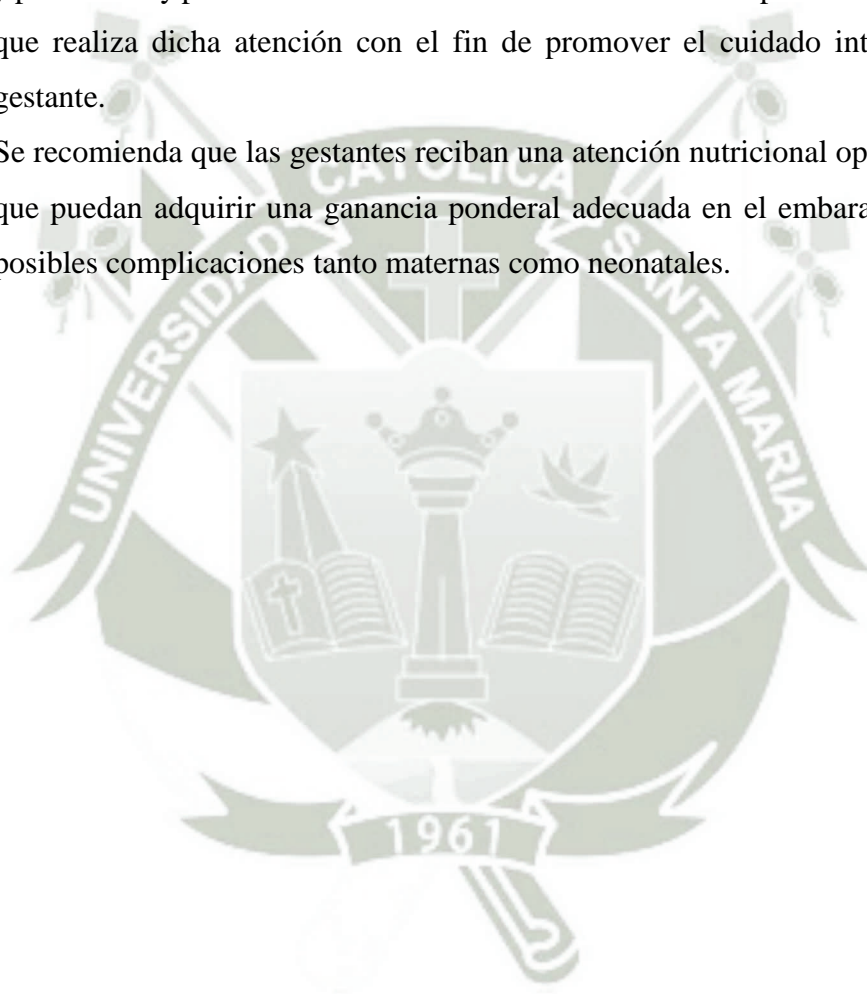 que realiza dicha atención con el fin de promover el cuidado int
gestante.
Se recomienda que las gestantes reciban una atención nutricional op
que puedan adquirir una ganancia ponderal adecuada en el embara
posibles complicaciones tanto maternas como neonatales.
UNIVERSIDAD CATOLICA SANTA MARIA
1961